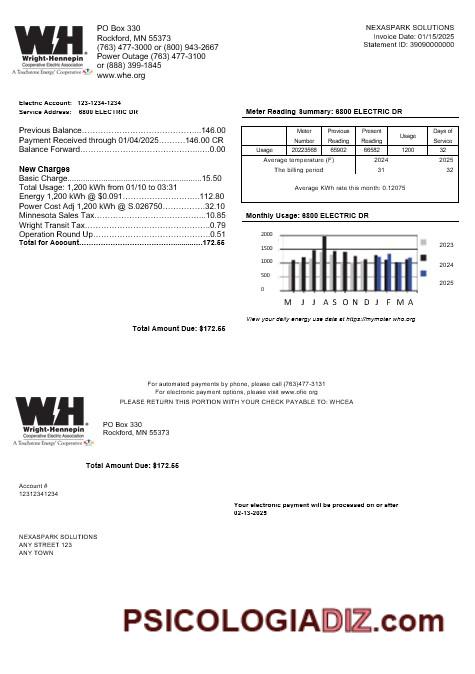 WH
Wright-Hennepin
Cooperative Electric Association
A Touchstone Energy® Cooperative
PO Box 330
Rockford, MN 55373
(763) 477-3000 or (800) 943-2667
Power Outage (763) 477-3100
or (888) 399-1845
www.whe.org
NEXASPARK SOLUTIONS
Invoice Date: 01/15/2025
Statement ID: 39090000000
Electric Account: 123-1234-1234
Service Address: 6800 ELECTRIC DR
Previous Balance.................................146.00
Payment Received through 01/04/2025..........146.00 CR
Balance Forward...................................0.00
New Charges
Basic Charge.....................................15.50
Total Usage: 1,200 kWh from 01/10 to 03:31
Energy 1,200 kWh @ $0.091......................112.80
Power Cost Adj 1,200 kWh @ S.026750.............32.10
Minnesota Sales Tax..............................10.85
Wright Transit Tax................................0.79
Operation Round Up................................0.51
Total for Account...............................172.55
Total Amount Due: $172.55
Meter Reading Summary: 6800 ELECTRIC DR
Meter Number Previous Reading Present Reading Usage Days of Service
Usage 20223568 65902 66582 1200 32
Average temperature (F) 2024 2025
The billing period 31 32
Average KWh rate this month: 0.12075
Monthly Usage: 6800 ELECTRIC DR
2000
1500
1000
500
0
M J J A S O N D J F M A
2023
2024
2025
View your daily energy use data at https://mymeter.who.org
For automated payments by phone, please call (763)477-3131
For electronic payment options, please visit www.ohe.org
PLEASE RETURN THIS PORTION WITH YOUR CHECK PAYABLE TO: WHCEA
WH
Wright-Hennepin
Cooperative Electric Association
A Touchstone Energy® Cooperative
PO Box 330
Rockford, MN 55373
Total Amount Due: $172.55
Account #
12312341234
Your electronic payment will be processed on or after
02-13-2025
NEXASPARK SOLUTIONS
ANY STREET 123
ANY TOWN
PSICOLOGIADIZ.com